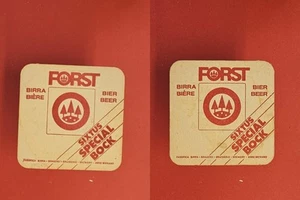 FORST
BIRRA
BIÈRE
BIER
BEER
SIXTUS
SPECIAL
BOCK
FORST
BIRRA
BIÈRE
BIER
BEER
SIXTUS
SPECIAL
BOCK